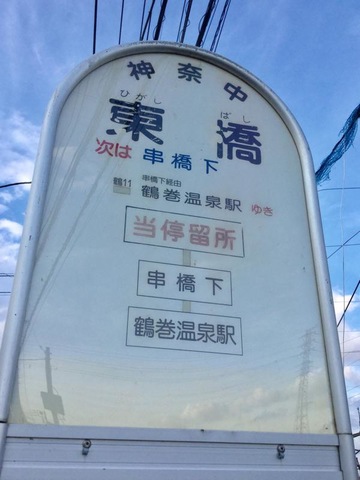 神奈中
ひがし ばし
東橋
次は 串橋下
串橋下経由
鶴11 鶴巻温泉駅 ゆき
当停留所
串橋下
鶴巻温泉駅